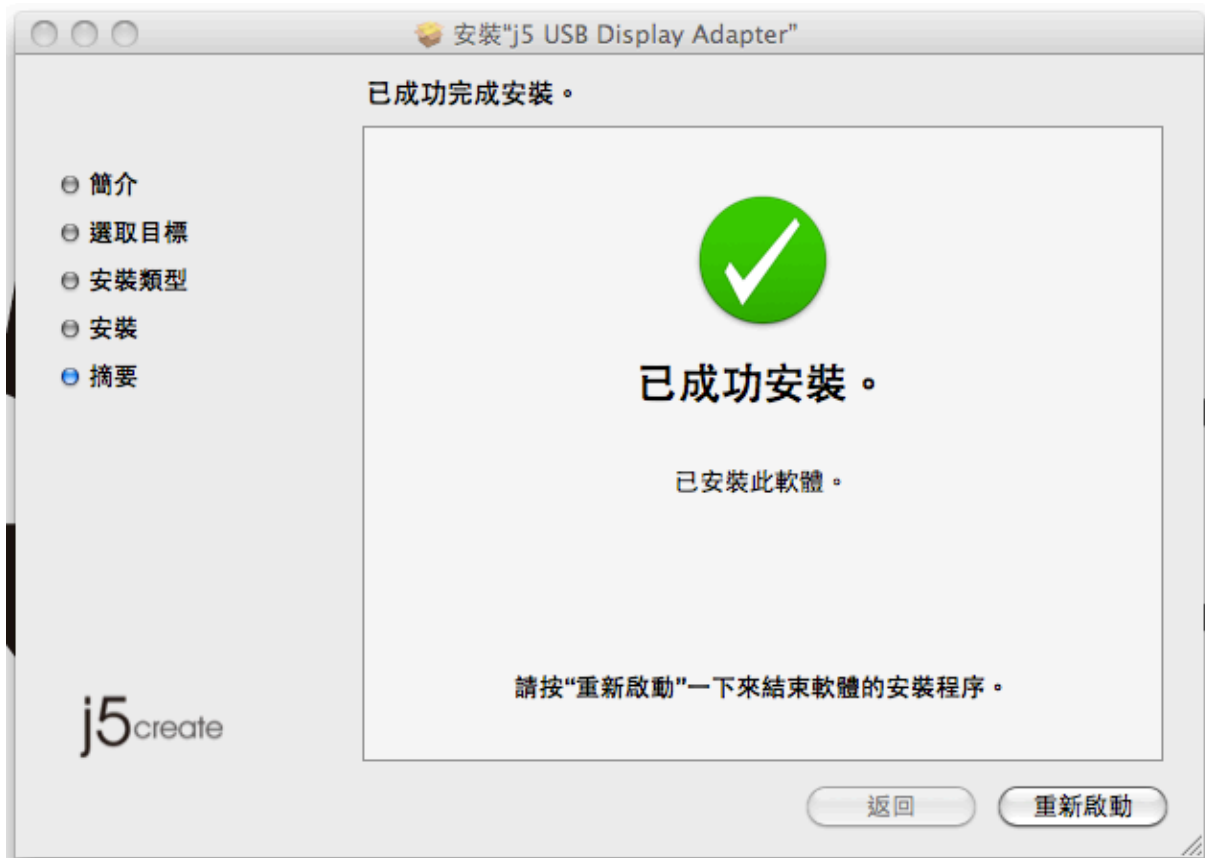 安裝“j5 USB Display Adapter”
已成功完成安裝。
簡介
選取目標
安裝類型
安裝
摘要
已成功安裝。
已安裝此軟體。
請按“重新啟動”一下來結束軟體的安裝程序。
j5create
返回
重新啟動